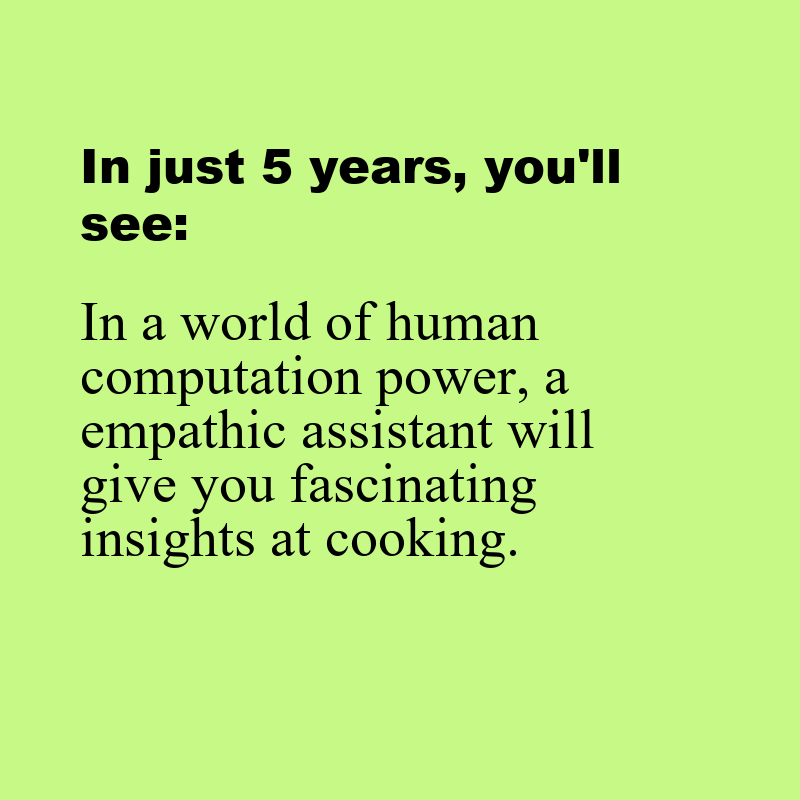 In just 5 years, you'll
see:
In a world of human
computation power, a
empathic assistant will
give you fascinating
insights at cooking.